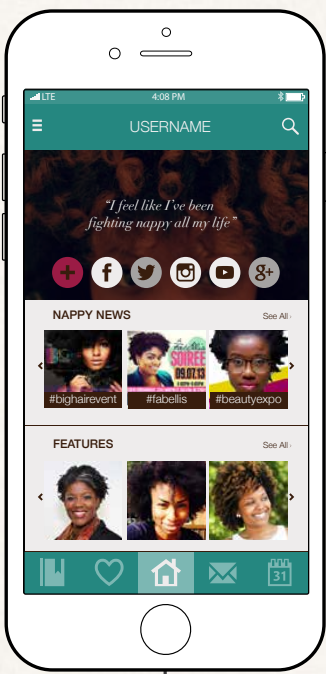 LTE 4:08 PM
USERNAME
“I feel like I’ve been
fighting nappy all my life”
f 8+
NAPPY NEWS See All ›
SOIREE
09.07.13
#bighairevent #fabellis #beautyexpo
FEATURES See All ›
31